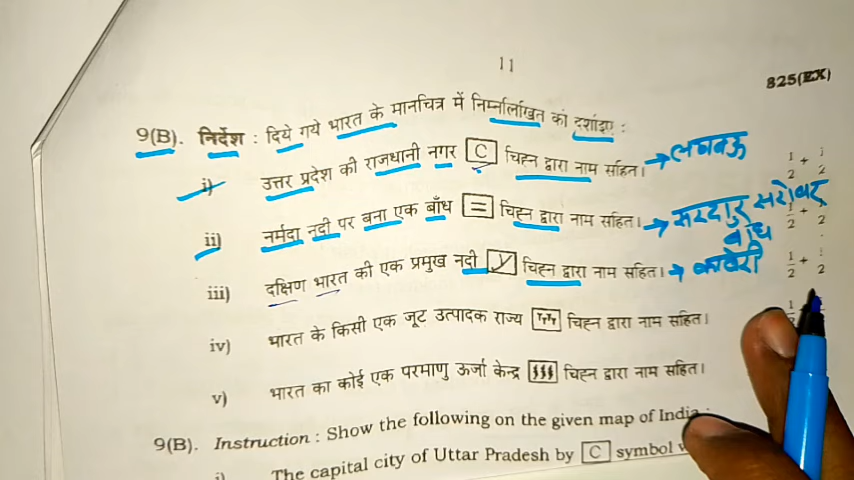 11
825(EX)
9(B). निर्देश : दिये गये भारत के मानचित्र में निम्नलिखित को दर्शाइए :
i) उत्तर प्रदेश की राजधानी नगर C चिह्न द्वारा नाम सहित। → लखनऊ 1/2 + 1/2
ii) नर्मदा नदी पर बना एक बाँध = चिह्न द्वारा नाम सहित। → सरदार सरोवर बाँध 1/2 + 1/2
iii) दक्षिण भारत की एक प्रमुख नदी चिह्न द्वारा नाम सहित। → कावेरी 1/2 + 1/2
iv) भारत के किसी एक जूट उत्पादक राज्य चिह्न द्वारा नाम सहित।
v) भारत का कोई एक परमाणु ऊर्जा केन्द्र चिह्न द्वारा नाम सहित।
9(B). Instruction : Show the following on the given map of India :
i) The capital city of Uttar Pradesh by C symbol